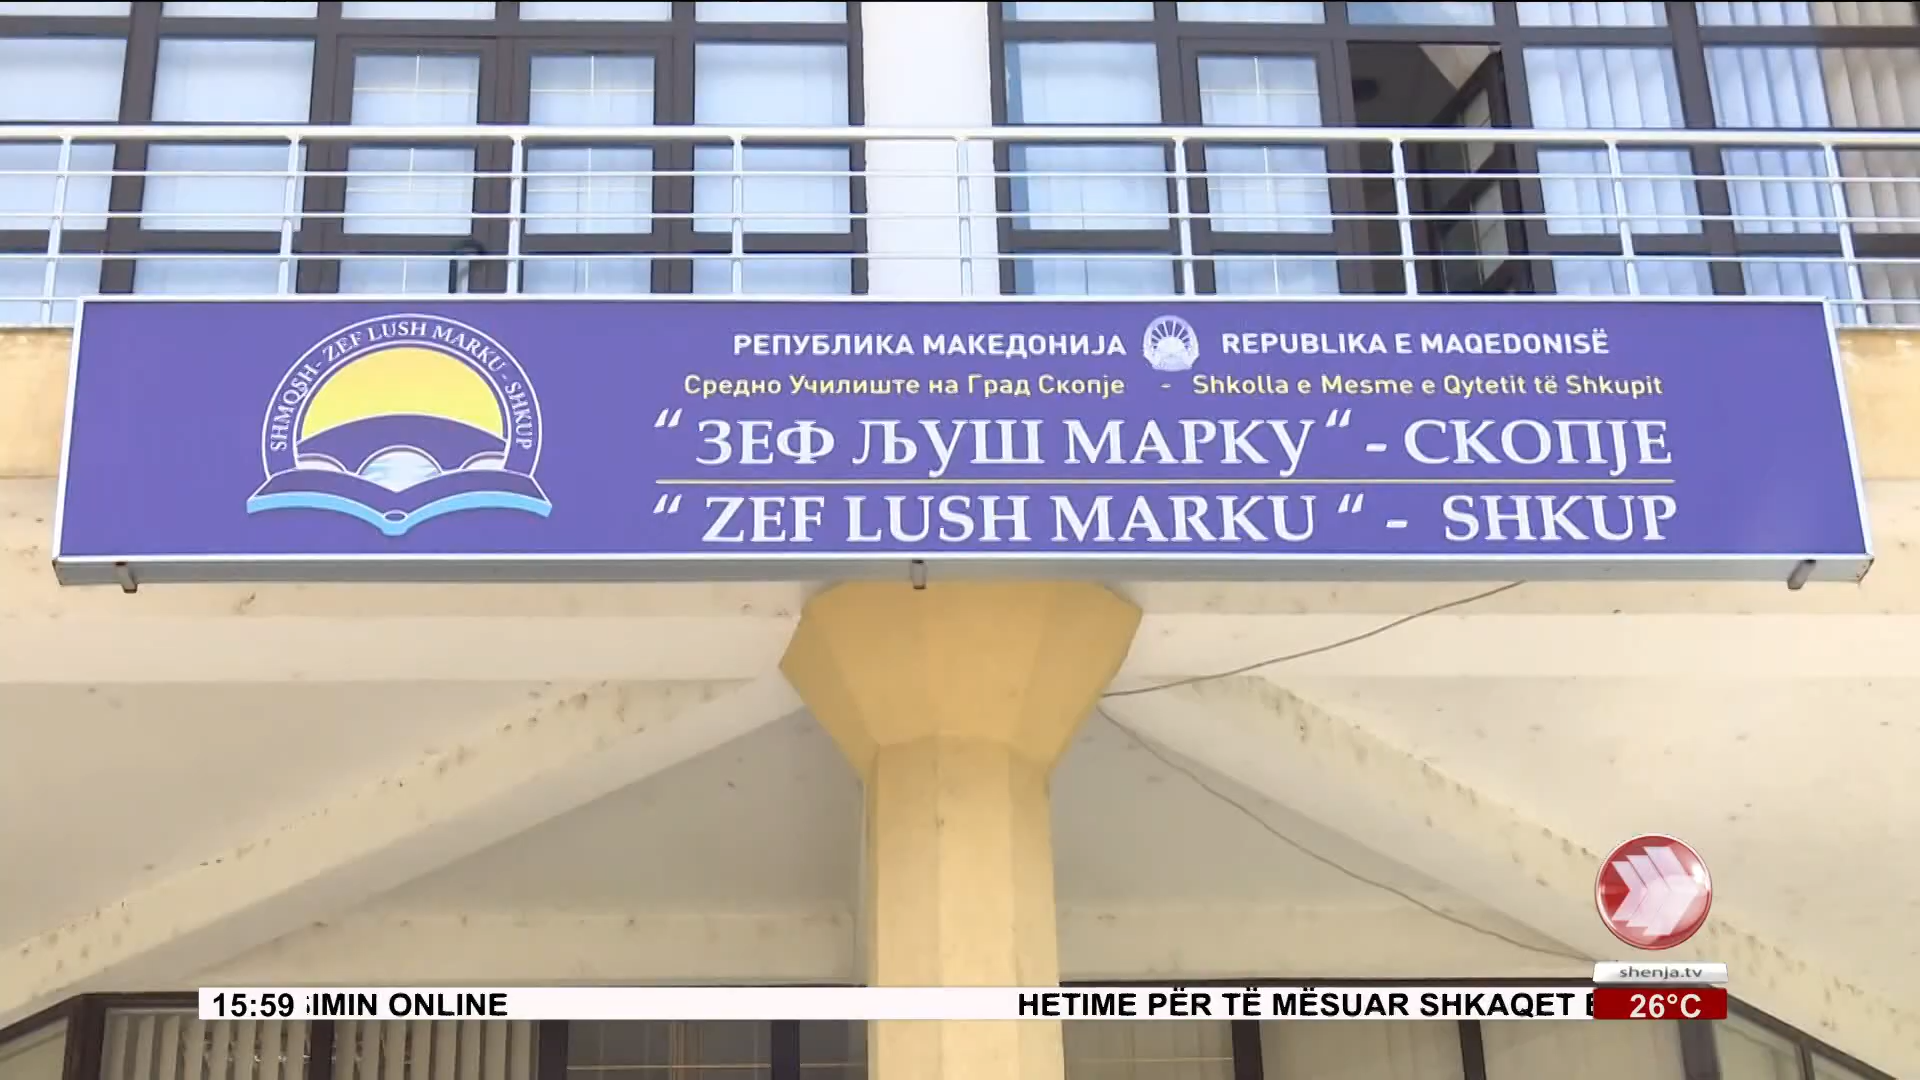 SHMQSH - ZEF LUSH MARKU - SHKUP
РЕПУБЛИКА МАКЕДОНИЈА REPUBLIKA E MAQEDONISË
Средно Училиште на Град Скопје - Shkolla e Mesme e Qytetit të Shkupit
“ ЗЕФ ЉУШ МАРКУ “ - СКОПЈЕ
“ ZEF LUSH MARKU “ - SHKUP
shenja.tv
15:59 ONLINE HETIME PËR TË MËSUAR SHKAQET 26°C